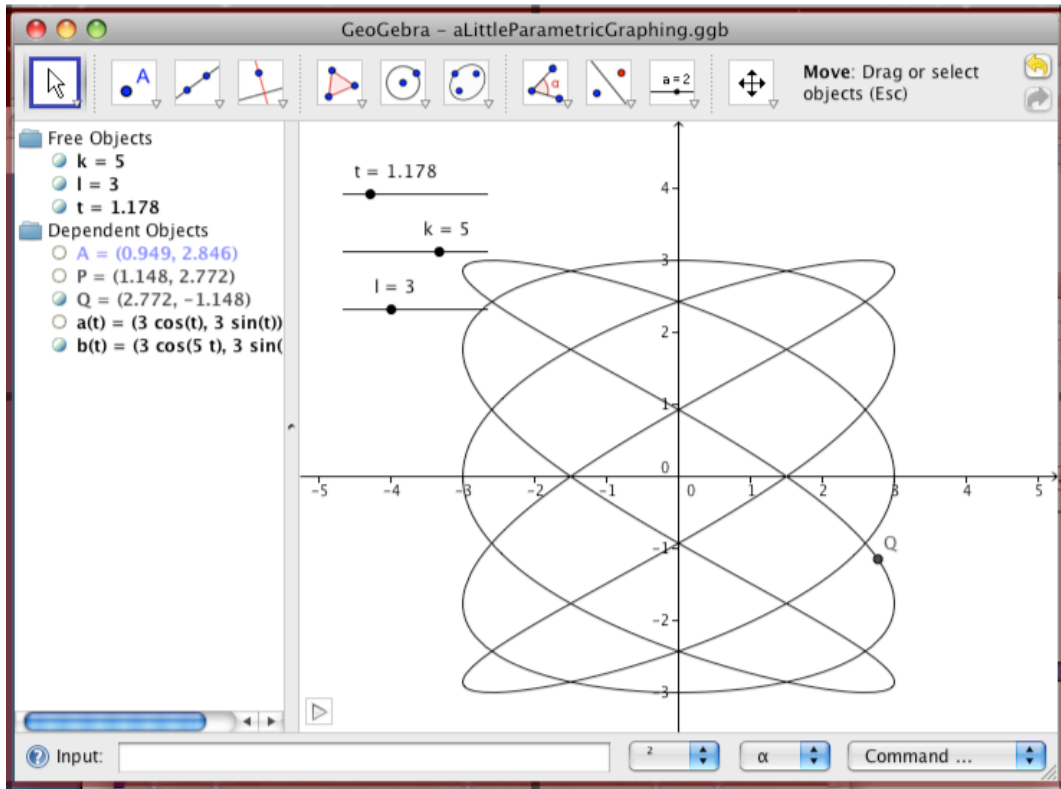 GeoGebra – aLittleParametricGraphing.ggb
A
α
a=2
Move: Drag or select
objects (Esc)
Free Objects
k = 5
l = 3
t = 1.178
Dependent Objects
A = (0.949, 2.846)
P = (1.148, 2.772)
Q = (2.772, −1.148)
a(t) = (3 cos(t), 3 sin(t))
b(t) = (3 cos(5 t), 3 sin(
t = 1.178
k = 5
l = 3
4
3
2
1
0
−5 −4 −3 −2 −1 0 1 2 3 4 5
−1
Q
−2
−3
? Input:
2
α
Command ...